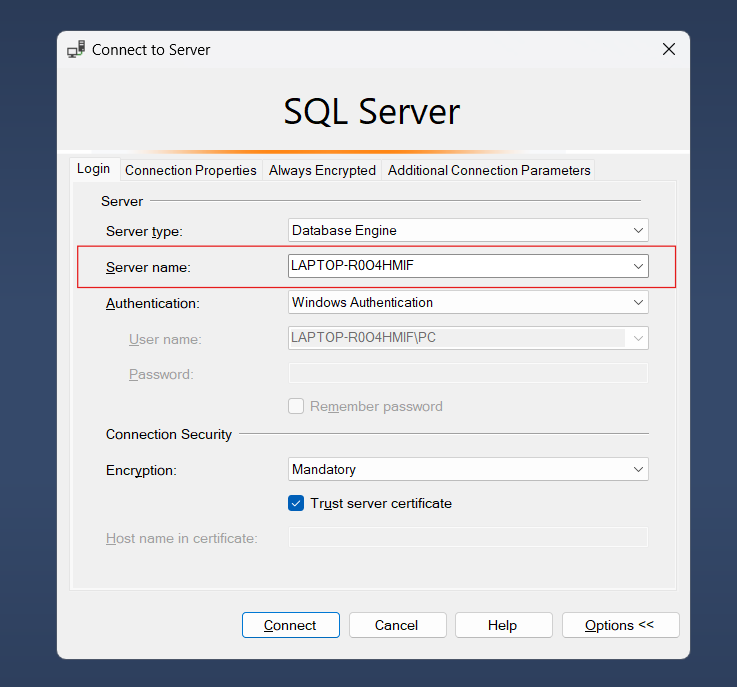 Connect to Server
SQL Server
Login Connection Properties Always Encrypted Additional Connection Parameters
Server
Server type: Database Engine
Server name: LAPTOP-R0O4HMIF
Authentication: Windows Authentication
User name: LAPTOP-R0O4HMIF\PC
Password:
Remember password
Connection Security
Encryption: Mandatory
Trust server certificate
Host name in certificate:
Connect Cancel Help Options <<